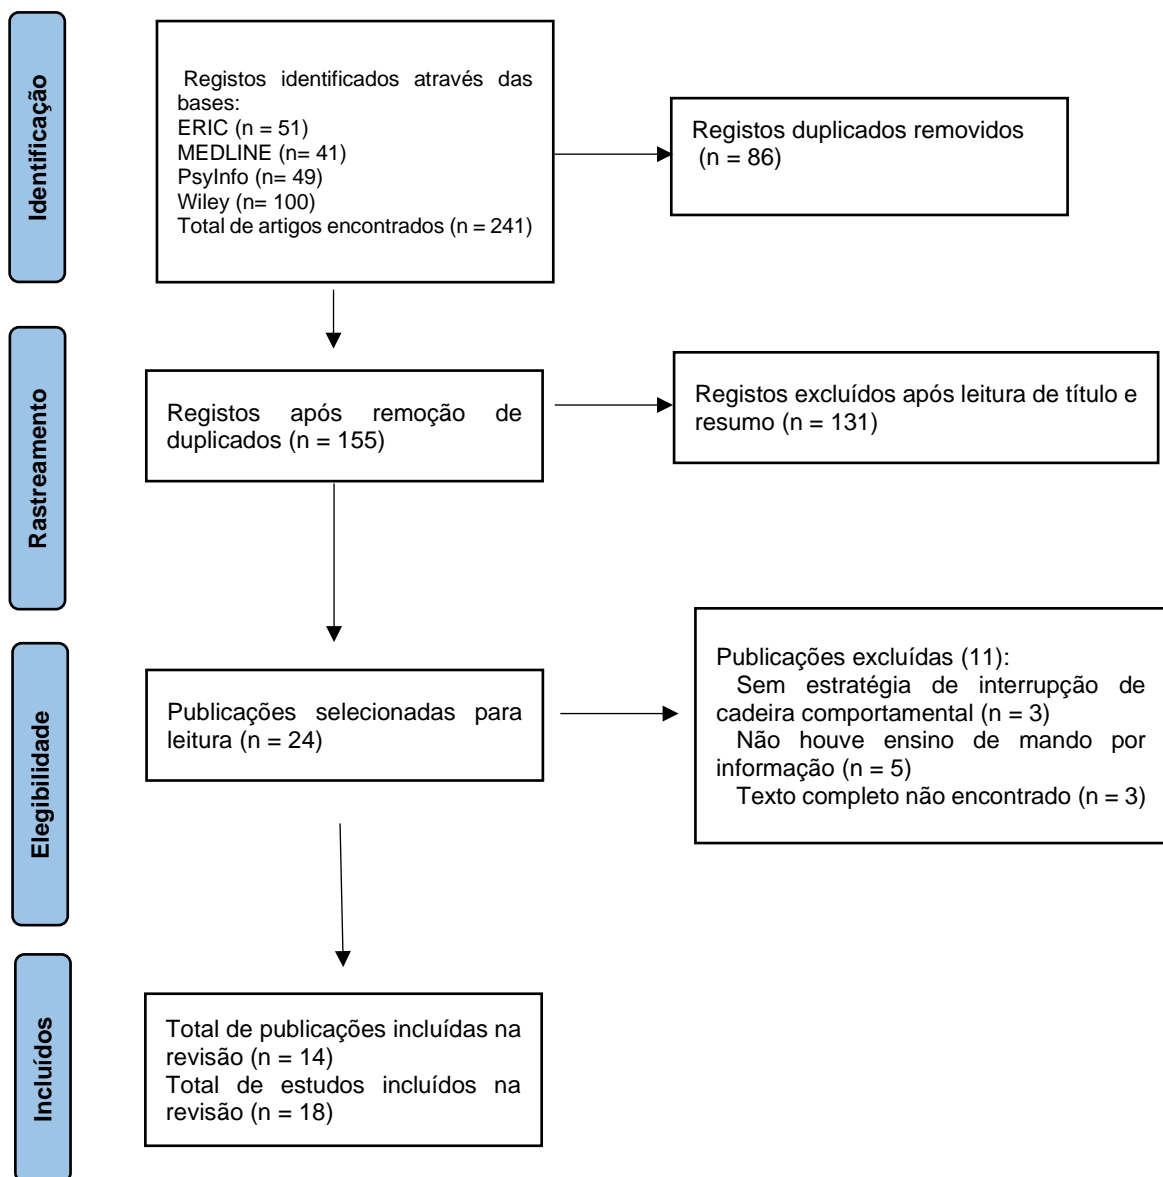 Identificação
Registos identificados através das
bases:
ERIC (n = 51)
MEDLINE (n= 41)
PsyInfo (n= 49)
Wiley (n= 100)
Total de artigos encontrados (n = 241)
Registos duplicados removidos
(n = 86)
Rastreamento
Registos após remoção de
duplicados (n = 155)
Registos excluídos após leitura de título e
resumo (n = 131)
Elegibilidade
Publicações selecionadas para
leitura (n = 24)
Publicações excluídas (11):
Sem estratégia de interrupção de
cadeira comportamental (n = 3)
Não houve ensino de mando por
informação (n = 5)
Texto completo não encontrado (n = 3)
Incluídos
Total de publicações incluídas na
revisão (n = 14)
Total de estudos incluídos na
revisão (n = 18)